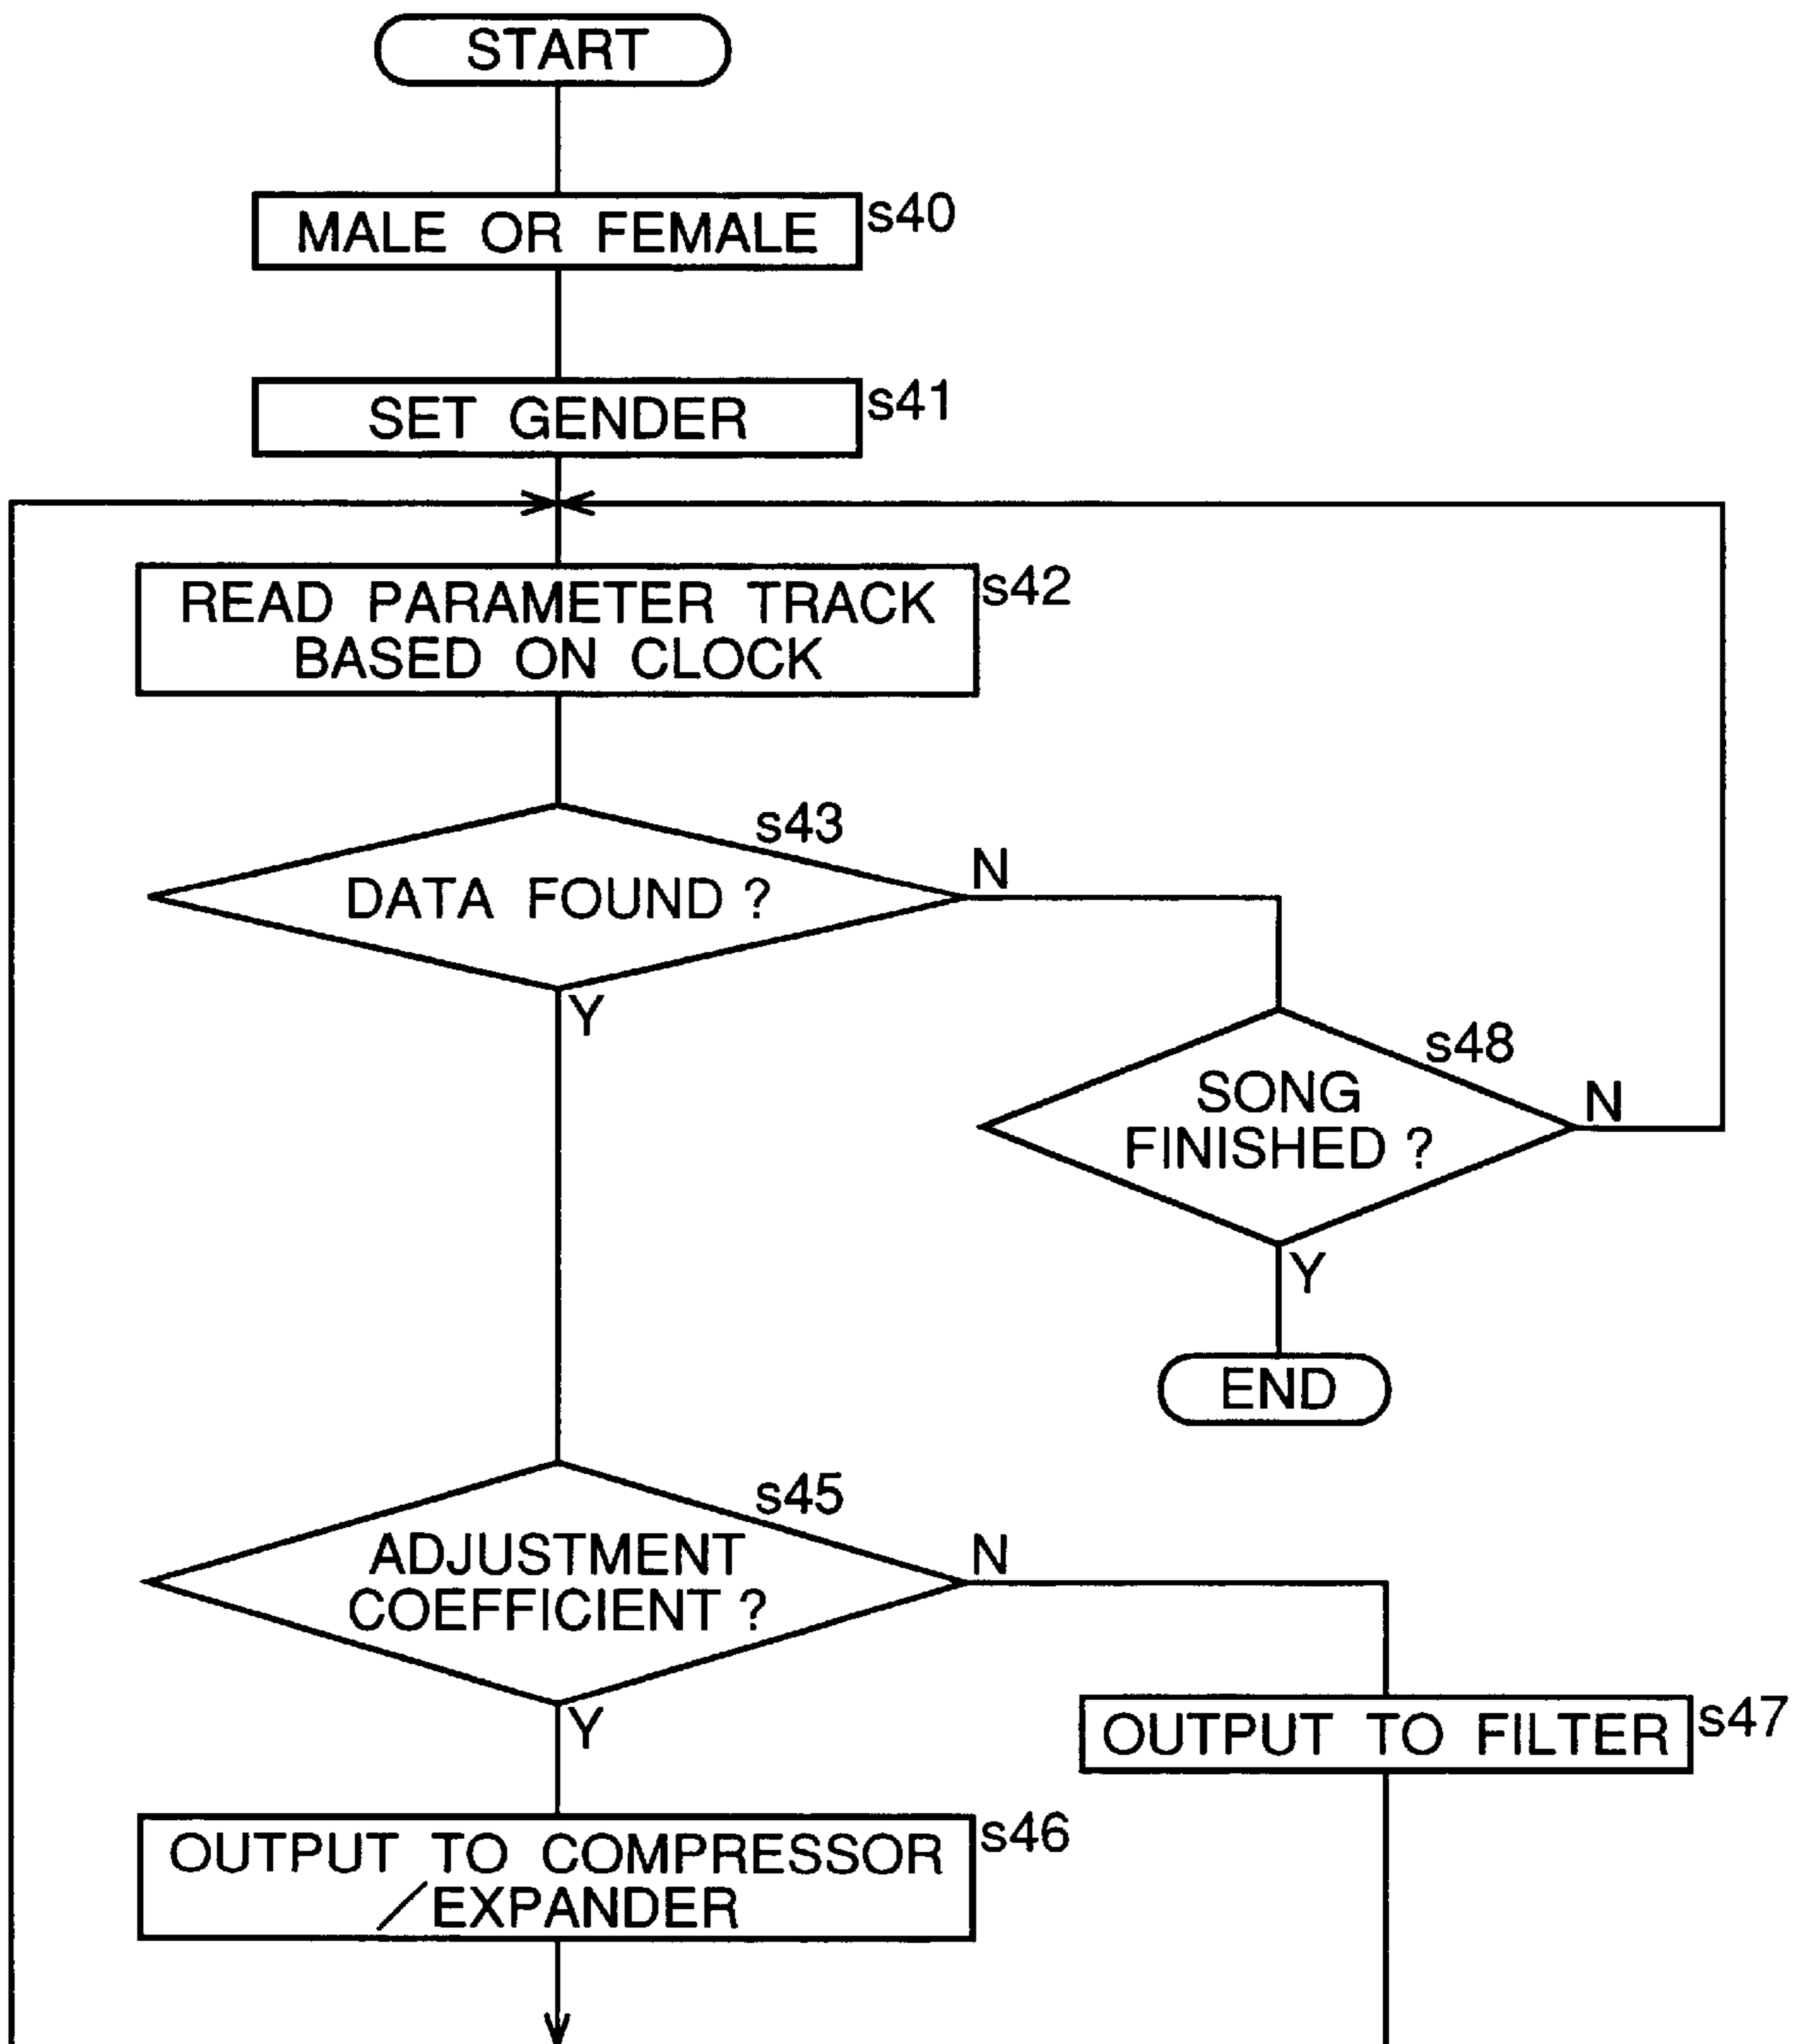 START
MALE OR FEMALE
s40
SET GENDER
s41
READ PARAMETER TRACK
BASED ON CLOCK
s42
s43
DATA FOUND ?
N
Y
s48
SONG
FINISHED ?
N
Y
END
s45
ADJUSTMENT
COEFFICIENT ?
N
Y
OUTPUT TO FILTER
s47
OUTPUT TO COMPRESSOR
/EXPANDER
s46